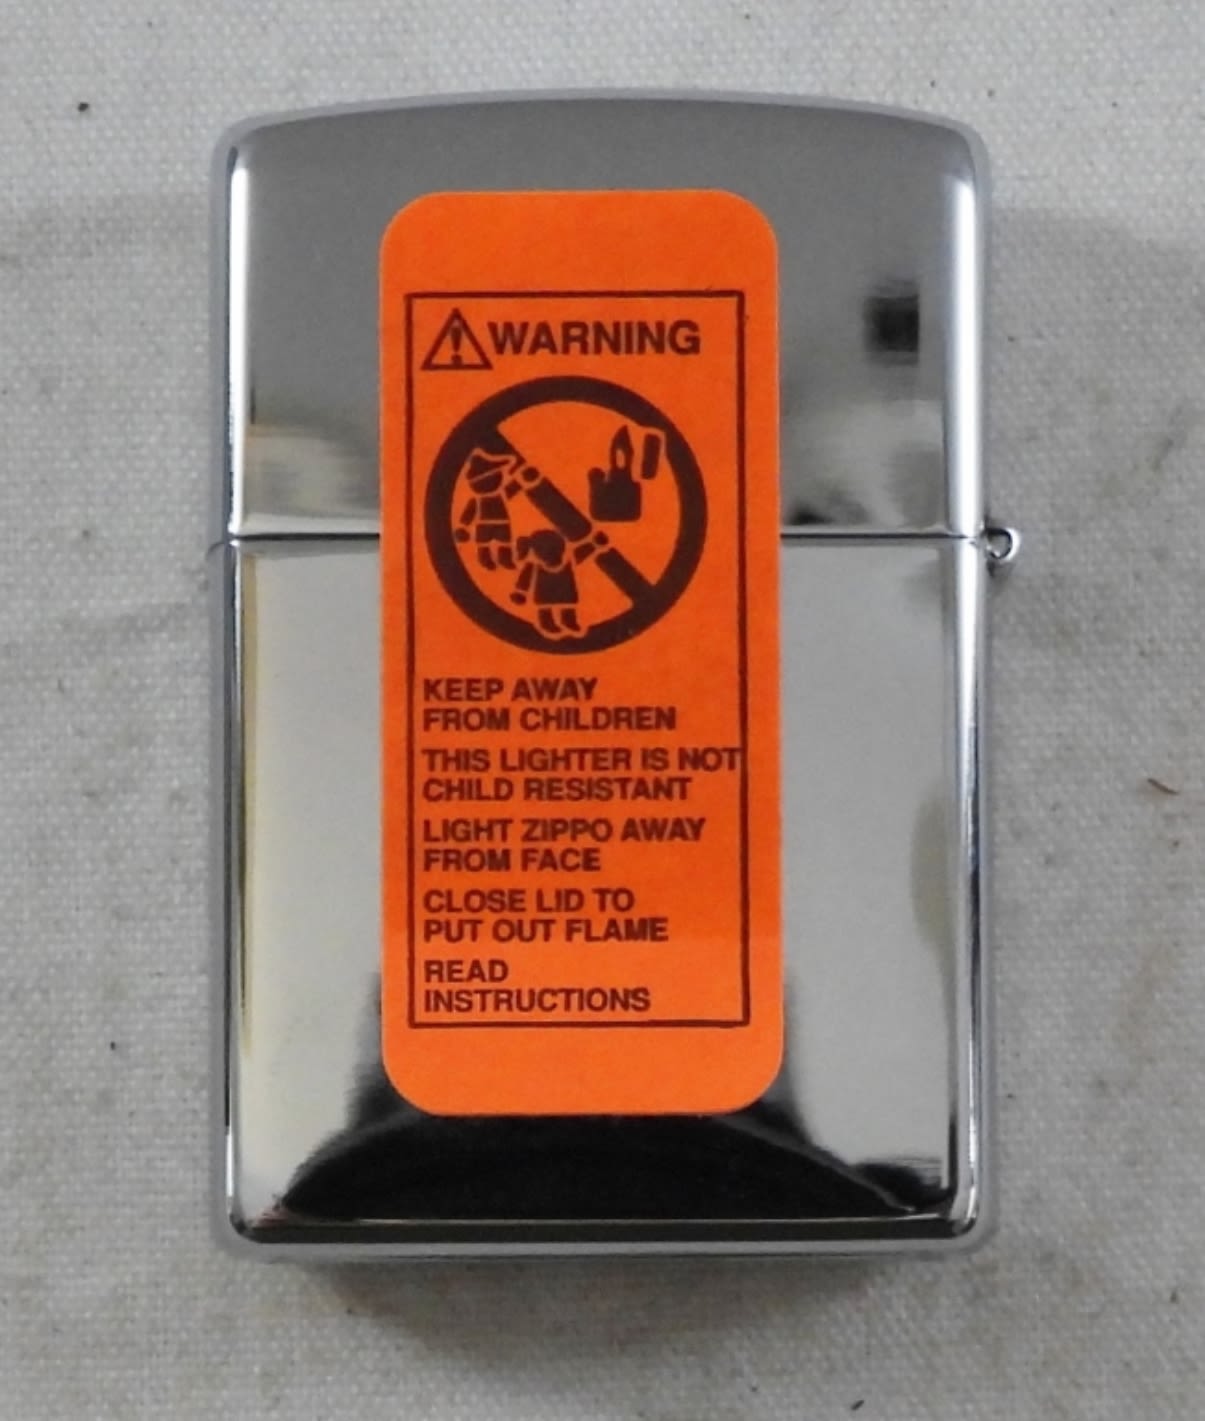 WARNING
KEEP AWAY
FROM CHILDREN
THIS LIGHTER IS NOT
CHILD RESISTANT
LIGHT ZIPPO AWAY
FROM FACE
CLOSE LID TO
PUT OUT FLAME
READ
INSTRUCTIONS